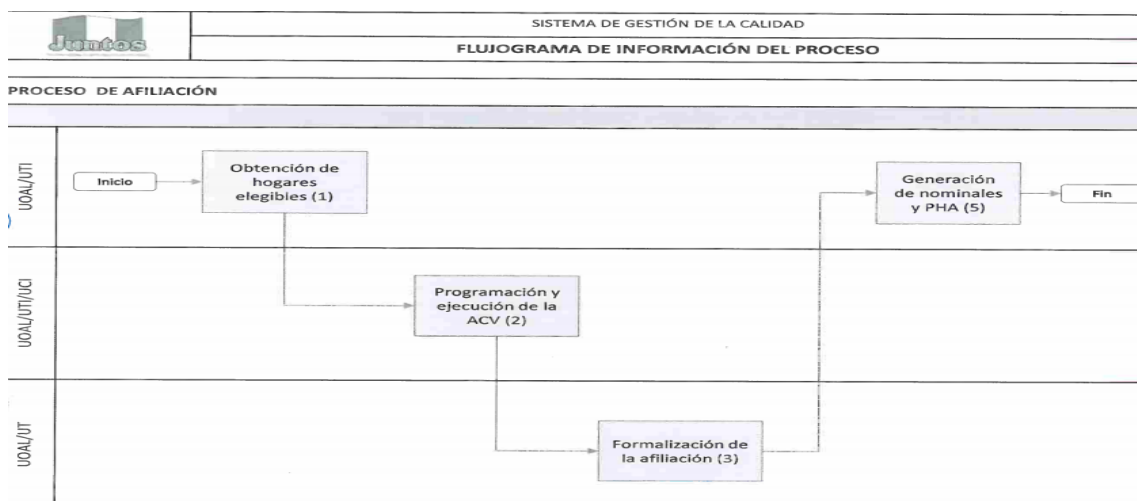 Juntos
SISTEMA DE GESTIÓN DE LA CALIDAD
FLUJOGRAMA DE INFORMACIÓN DEL PROCESO
PROCESO DE AFILIACIÓN
UOAL/UTI
Inicio
Obtención de
hogares
elegibles (1)
Generación
de nominales
y PHA (5)
Fin
UOAL/UTI/UCI
Programación y
ejecución de la
ACV (2)
UOAL/UT
Formalización de
la afiliación (3)